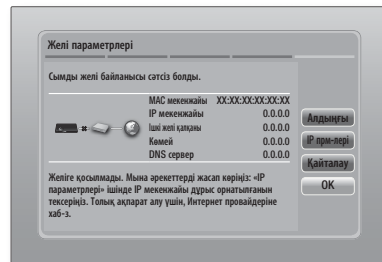 Желі параметрлері
Сымды желі байланысы сәтсіз болды.
MAC мекенжайы XX:XX:XX:XX:XX:XX
IP мекенжайы 0.0.0.0
Ішкі желі қалқаны 0.0.0.0
Көмей 0.0.0.0
DNS сервер 0.0.0.0
Алдыңғы
IP прм-лері
Қайталау
OK
Желіге қосылмады. Мына әрекеттерді жасап көріңіз: «IP
параметрлері» ішінде IP мекенжайы дұрыс орнатылғанын
тексеріңіз. Толық ақпарат алу үшін, Интернет провайдеріне
хаб-з.